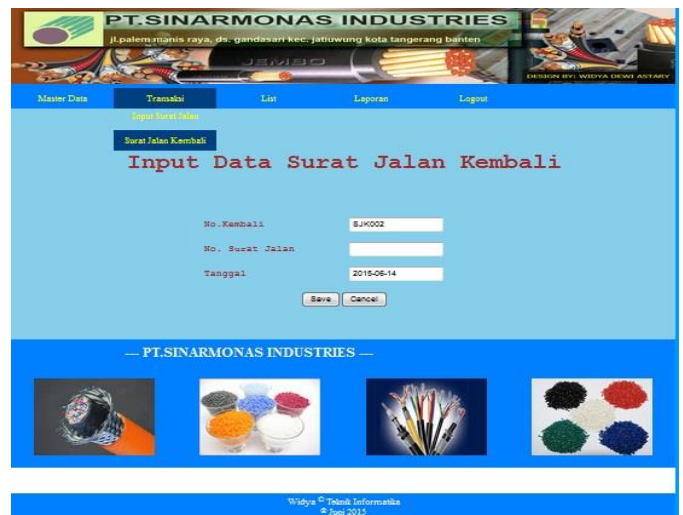 PT.SINARMONAS INDUSTRIES
jl.palem manis raya, ds. gandasari kec. jatiuwung kota tangerang banten
JEMBO
DESIGN BY: WIDYA DEWI ASTARY
Master Data Transaksi List Laporan Logout
Input Surat Jalan
Surat Jalan Kembali
Input Data Surat Jalan Kembali
No.Kembali SJK002
No. Surat Jalan
Tanggal 2015-06-14
Save Cancel
--- PT.SINARMONAS INDUSTRIES ---
Widya © Teknik Informatika
© 2015